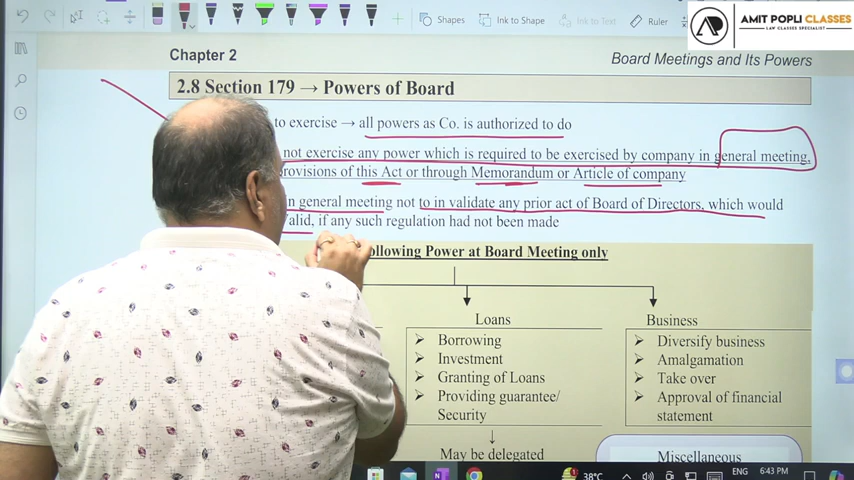 Shapes
Ink to Shape
Ink to Text
Ruler
AMIT POPLI CLASSES
LAW CLASSES SPECIALIST
Chapter 2
Board Meetings and Its Powers
2.8 Section 179 → Powers of Board
to exercise → all powers as Co. is authorized to do
not exercise any power which is required to be exercised by company in general meeting,
provisions of this Act or through Memorandum or Article of company
in general meeting not to in validate any prior act of Board of Directors, which would
valid, if any such regulation had not been made
ollowing Power at Board Meeting only
Loans
➢ Borrowing
➢ Investment
➢ Granting of Loans
➢ Providing guarantee/
Security
↓
May be delegated
Business
➢ Diversify business
➢ Amalgamation
➢ Take over
➢ Approval of financial
statement
Miscellaneous
38°C
ENG
6:43 PM